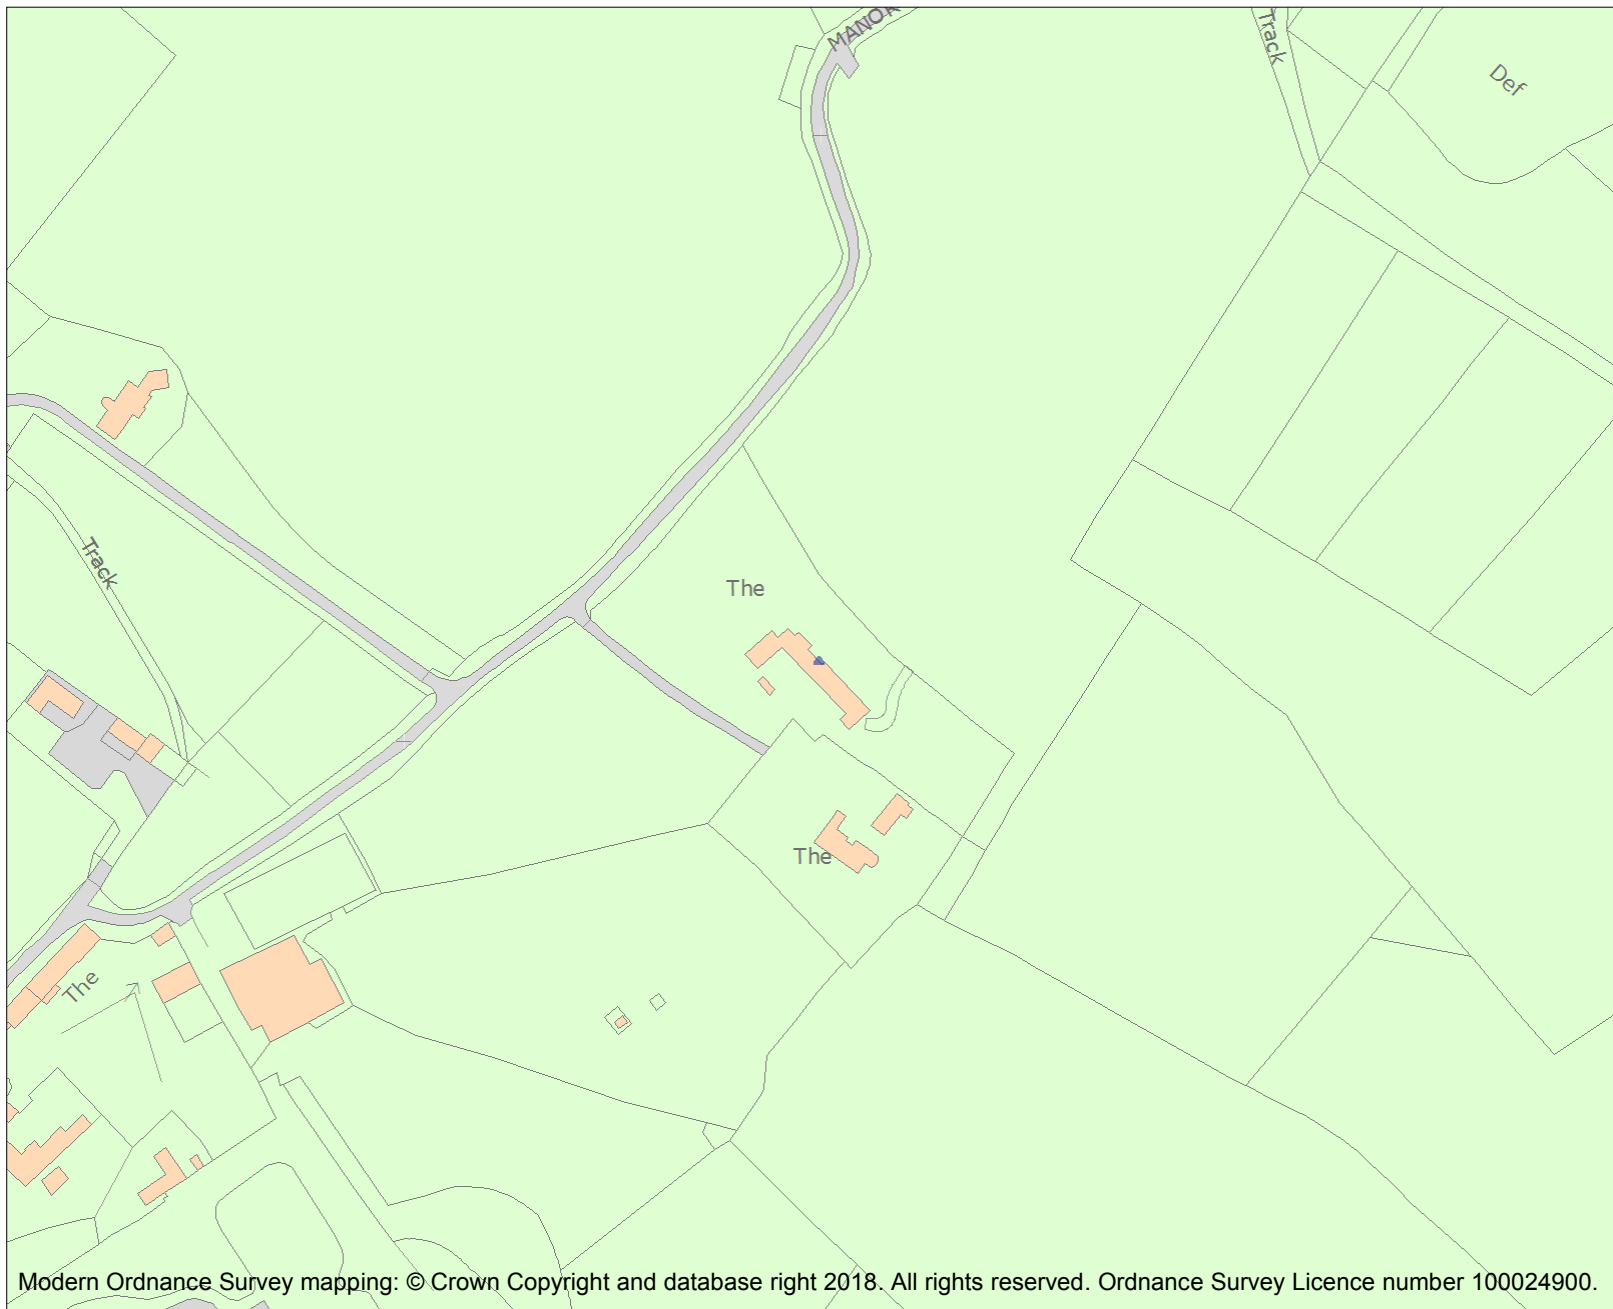 MANOR
Track
Def
Track
The
The
The
Modern Ordnance Survey mapping: © Crown Copyright and database right 2018. All rights reserved. Ordnance Survey Licence number 100024900.